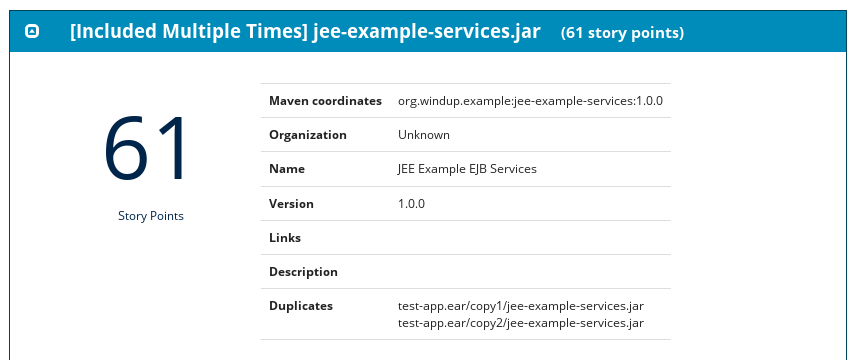 [Included Multiple Times] jee-example-services.jar (61 story points)
61
Story Points
Maven coordinates org.windup.example:jee-example-services:1.0.0
Organization Unknown
Name JEE Example EJB Services
Version 1.0.0
Links
Description
Duplicates test-app.ear/copy1/jee-example-services.jar
test-app.ear/copy2/jee-example-services.jar